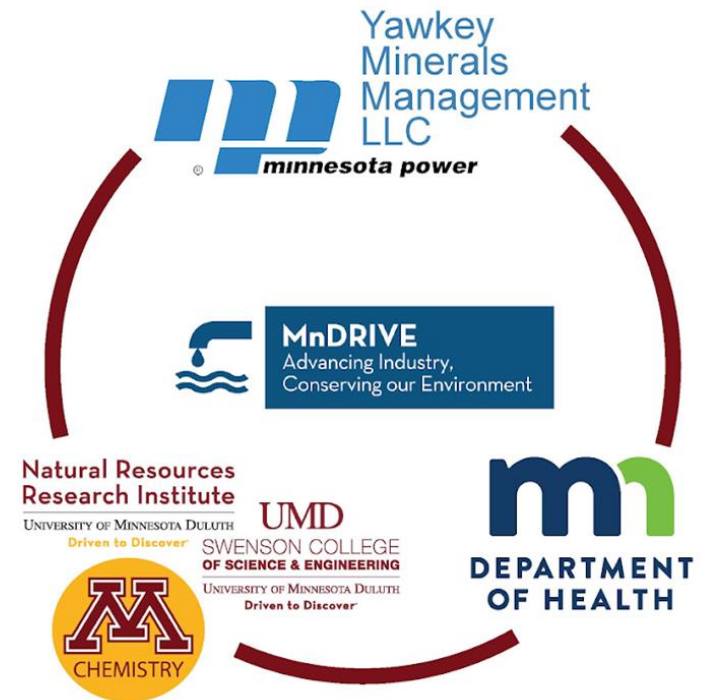 Yawkey
Minerals
Management
LLC
mp
® minnesota power
MnDRIVE
Advancing Industry,
Conserving our Environment
Natural Resources
Research Institute
University of Minnesota Duluth
Driven to Discover
UMD
SWENSON COLLEGE
OF SCIENCE & ENGINEERING
University of Minnesota Duluth
Driven to Discover
M
CHEMISTRY
mn
DEPARTMENT
OF HEALTH